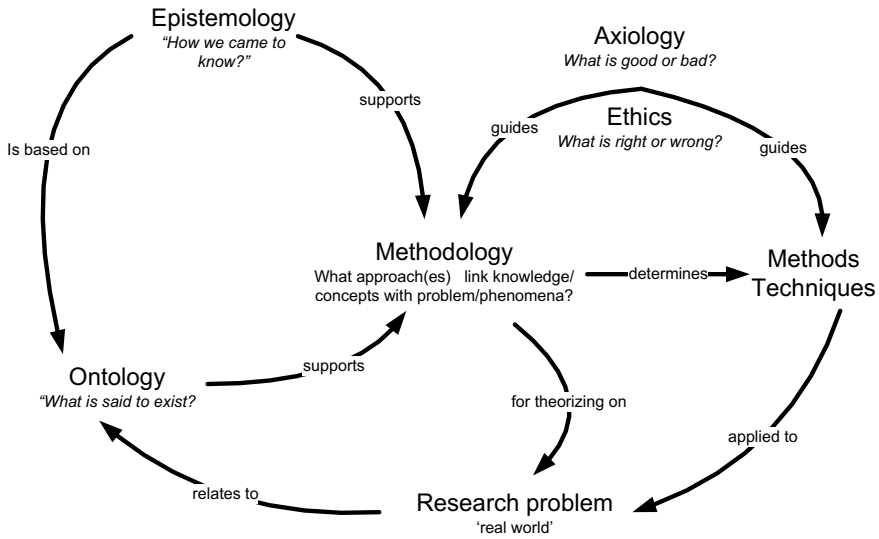 Epistemology
“How we came to
know?”
Axiology
What is good or bad?
supports
Ethics
What is right or wrong?
guides
guides
Is based on
Methodology
What approach(es) link knowledge/
concepts with problem/phenomena?
determines
Methods
Techniques
supports
Ontology
“What is said to exist?
for theorizing on
applied to
relates to
Research problem
‘real world’